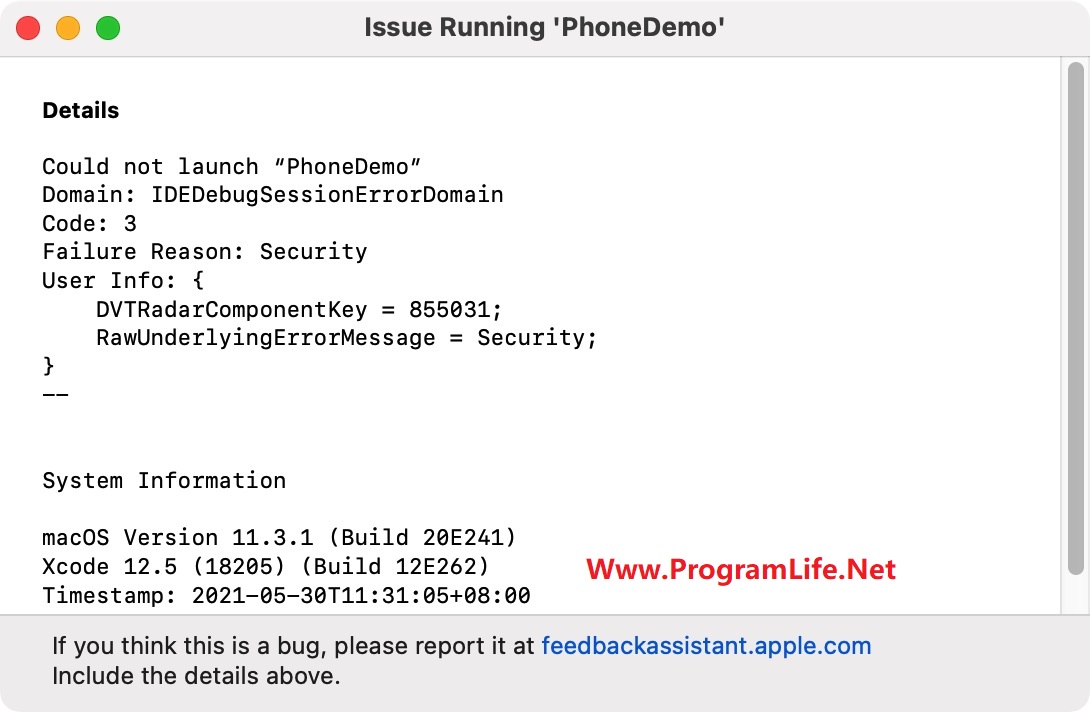 Issue Running 'PhoneDemo'
Details
Could not launch “PhoneDemo”
Domain: IDEDebugSessionErrorDomain
Code: 3
Failure Reason: Security
User Info: {
    DVTRadarComponentKey = 855031;
    RawUnderlyingErrorMessage = Security;
}
--
System Information
macOS Version 11.3.1 (Build 20E241)
Xcode 12.5 (18205) (Build 12E262)
Www.ProgramLife.Net
Timestamp: 2021-05-30T11:31:05+08:00
If you think this is a bug, please report it at feedbackassistant.apple.com
Include the details above.